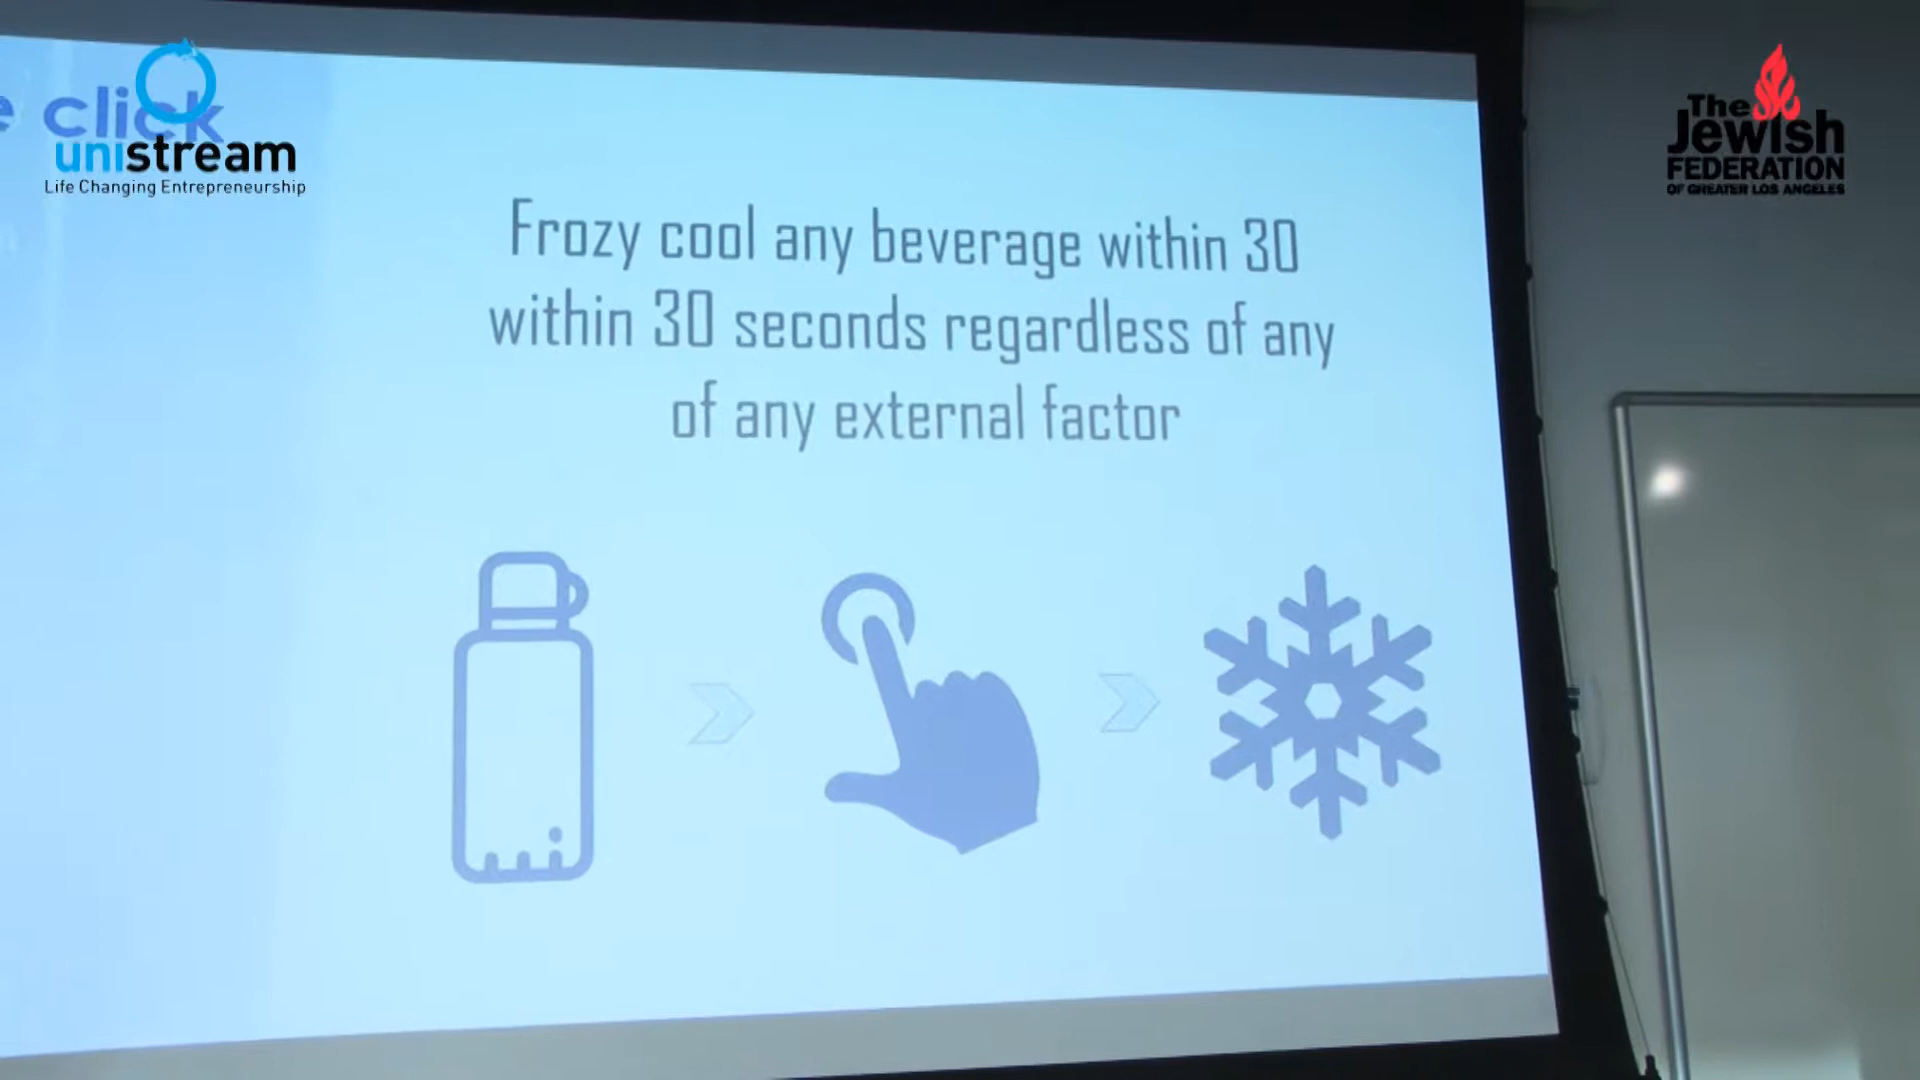 click
unistream
Life Changing Entrepreneurship
The
Jewish
FEDERATION
OF GREATER LOS ANGELES
Frozy cool any beverage within 30
within 30 seconds regardless of any
of any external factor